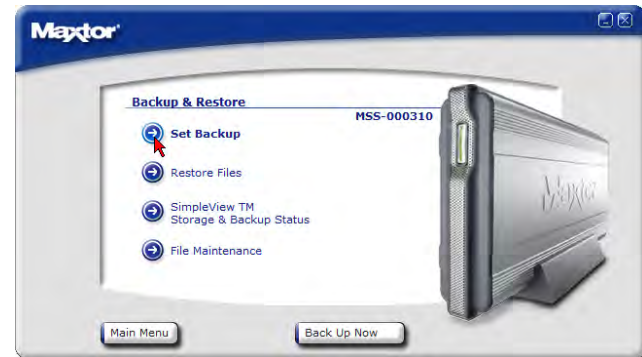 Maxtor
Backup & Restore
MSS-000310
Set Backup
Restore Files
SimpleView TM
Storage & Backup Status
File Maintenance
Maxtor
Main Menu
Back Up Now